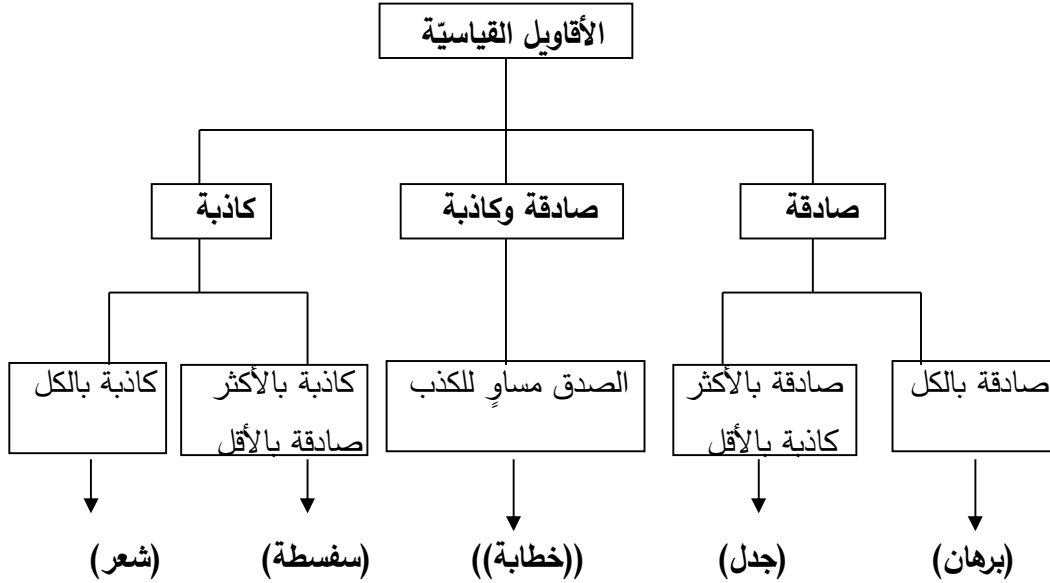 الأقاويل القياسيّة
صادقة
صادقة وكاذبة
كاذبة
صادقة بالكل
صادقة بالأكثر
كاذبة بالأقل
الصدق مساوٍ للكذب
كاذبة بالأكثر
صادقة بالأقل
كاذبة بالكل
(برهان)
(جدل)
((خطابة))
(سفسطة)
(شعر)